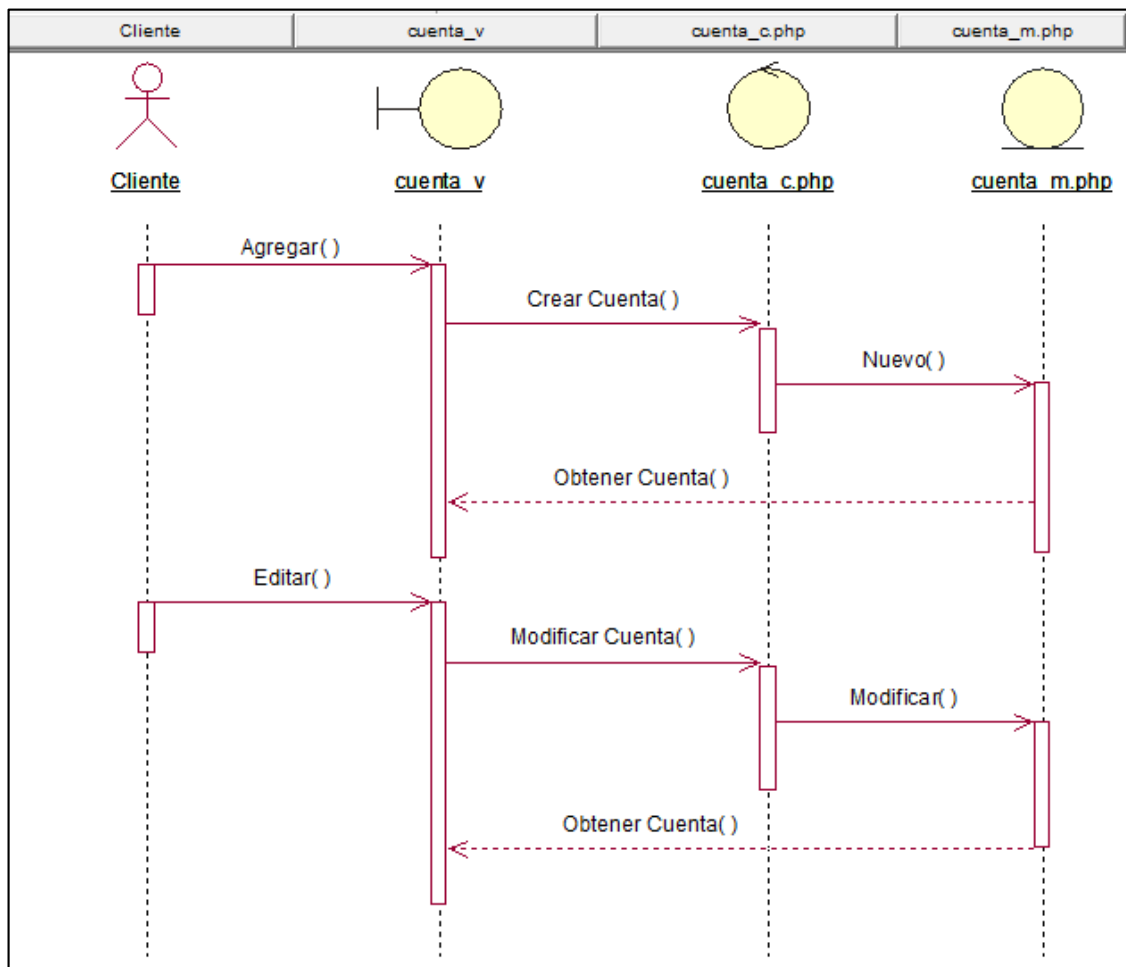 Cliente cuenta_v cuenta_c.php cuenta_m.php
Cliente cuenta_v cuenta_c.php cuenta_m.php
Agregar( )
Crear Cuenta( )
Nuevo( )
Obtener Cuenta( )
Editar( )
Modificar Cuenta( )
Modificar( )
Obtener Cuenta( )